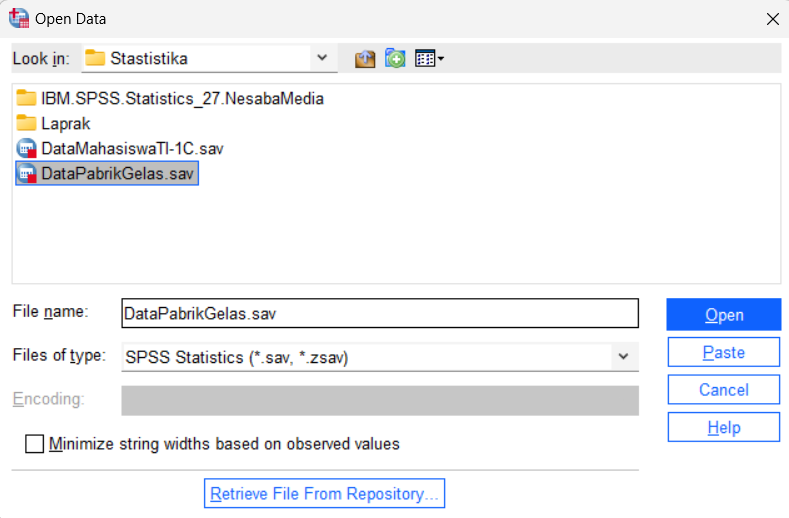 Open Data
Look in: Stastistika
IBM.SPSS.Statistics_27.NesabaMedia
Laprak
DataMahasiswaTI-1C.sav
DataPabrikGelas.sav
File name: DataPabrikGelas.sav
Open
Files of type: SPSS Statistics (*.sav, *.zsav)
Paste
Encoding:
Cancel
Minimize string widths based on observed values
Help
Retrieve File From Repository...